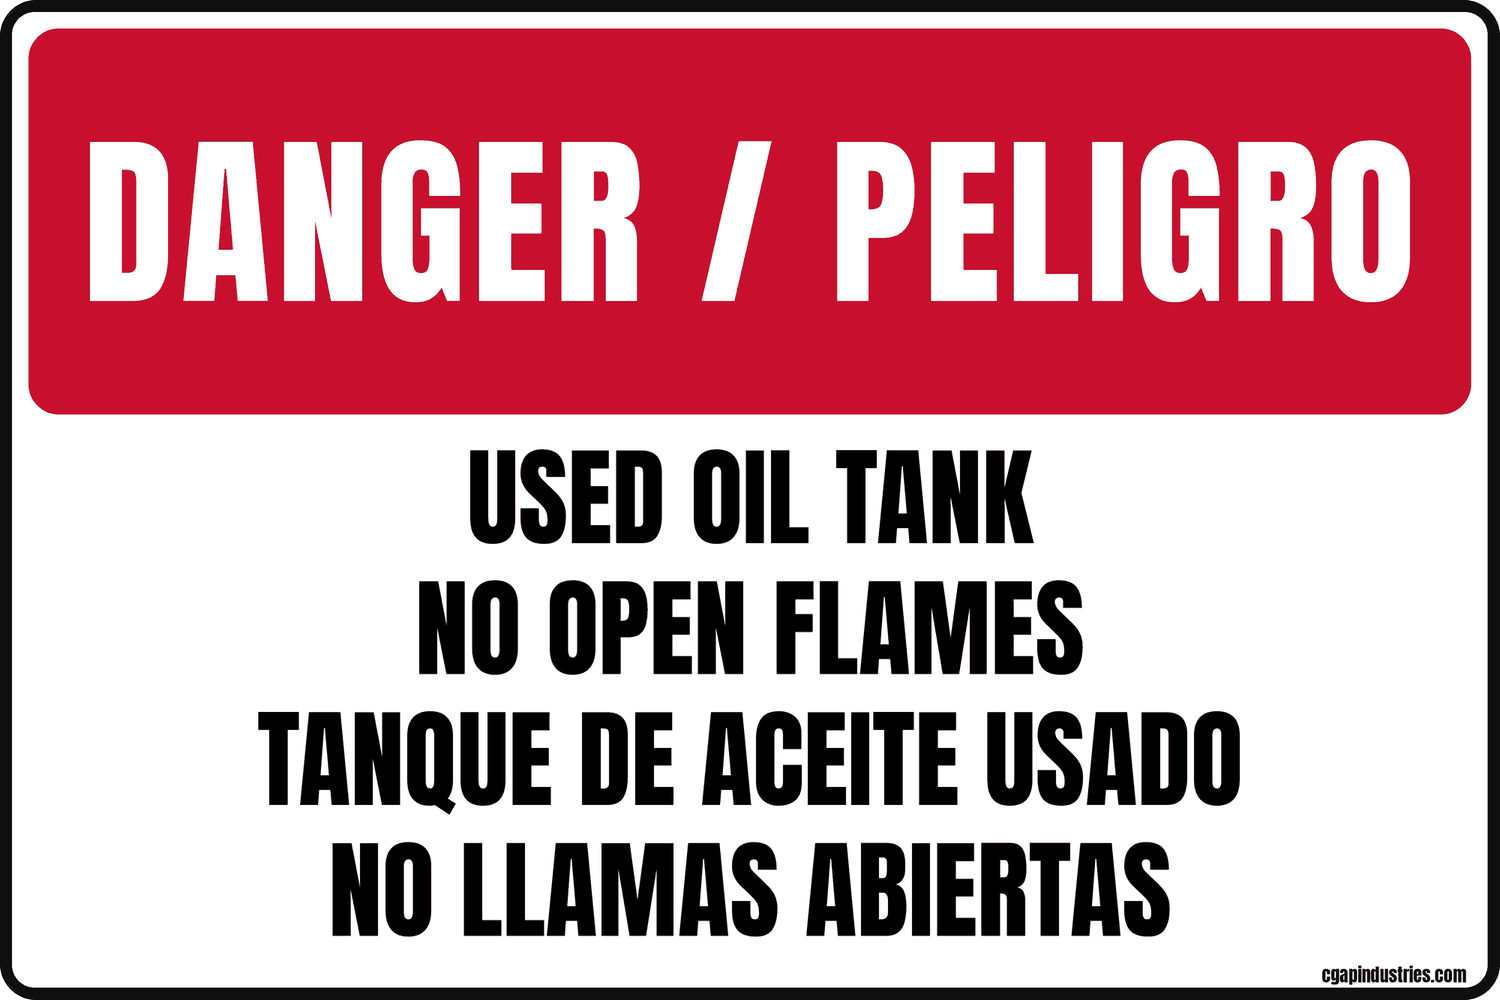 DANGER / PELIGRO
USED OIL TANK
NO OPEN FLAMES
TANQUE DE ACEITE USADO
NO LLAMAS ABIERTAS
cgapindustries.com